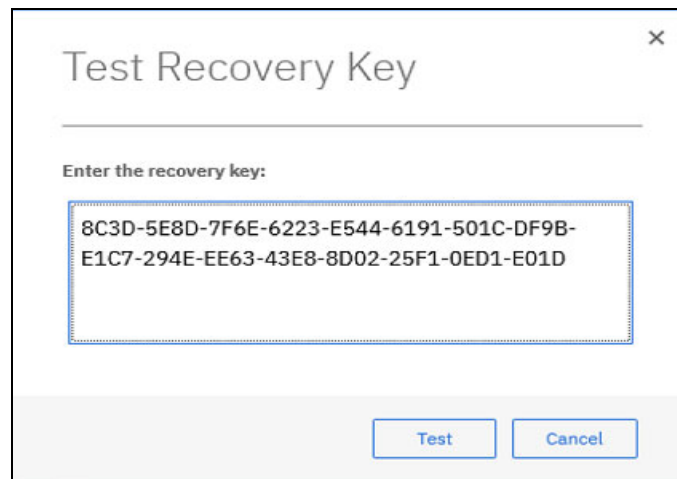 Test Recovery Key
Enter the recovery key:
8C3D-5E8D-7F6E-6223-E544-6191-501C-DF9B-
E1C7-294E-EE63-43E8-8D02-25F1-0ED1-E01D
Test Cancel